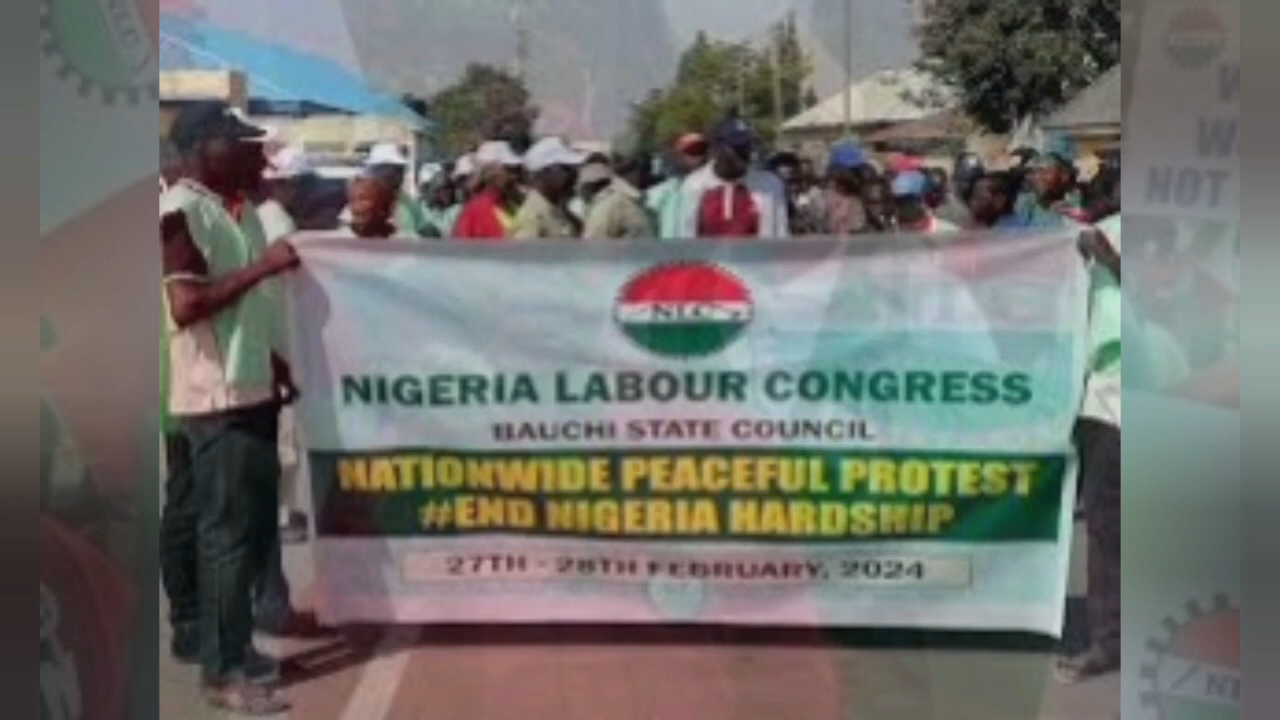 NLC
NIGERIA LABOUR CONGRESS
BAUCHI STATE COUNCIL
NATIONWIDE PEACEFUL PROTEST
#END NIGERIA HARDSHIP
27TH - 28TH FEBRUARY, 2024
NOT